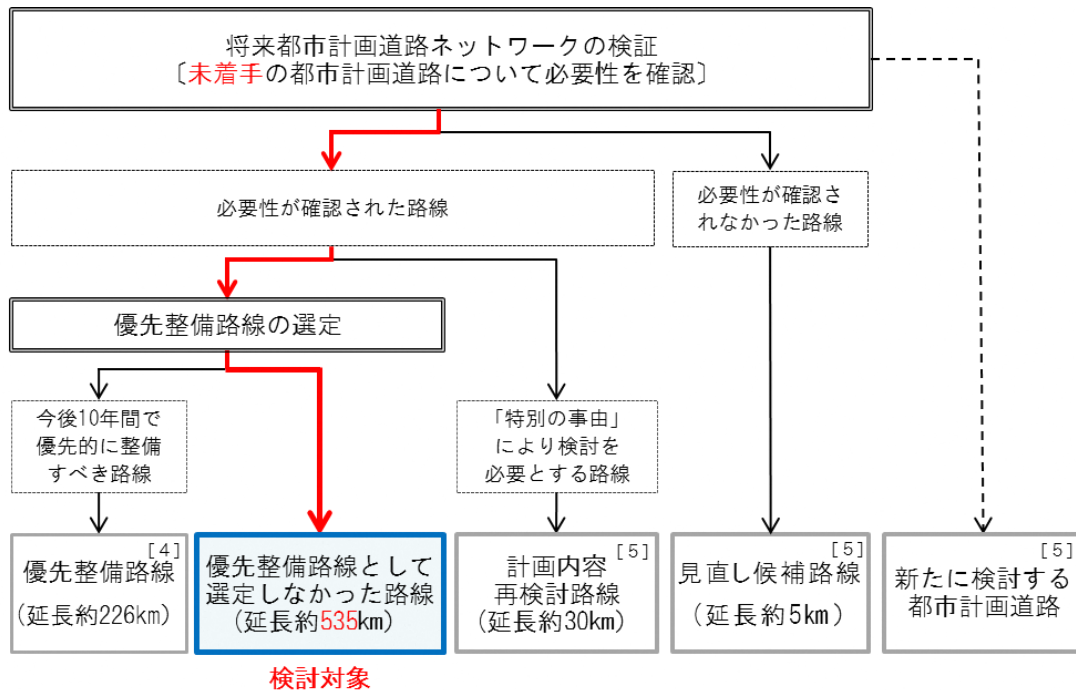 将来都市計画道路ネットワークの検証
〔未着手の都市計画道路について必要性を確認〕
必要性が確認された路線
必要性が確認さ
れなかった路線
優先整備路線の選定
今後10年間で
優先的に整備
すべき路線
「特別の事由」
により検討を
必要とする路線
[4]
優先整備路線
(延長約226km)
優先整備路線として
選定しなかった路線
(延長約535km)
[5]
計画内容
再検討路線
(延長約30km)
[5]
見直し候補路線
(延長約5km)
[5]
新たに検討する
都市計画道路
検討対象